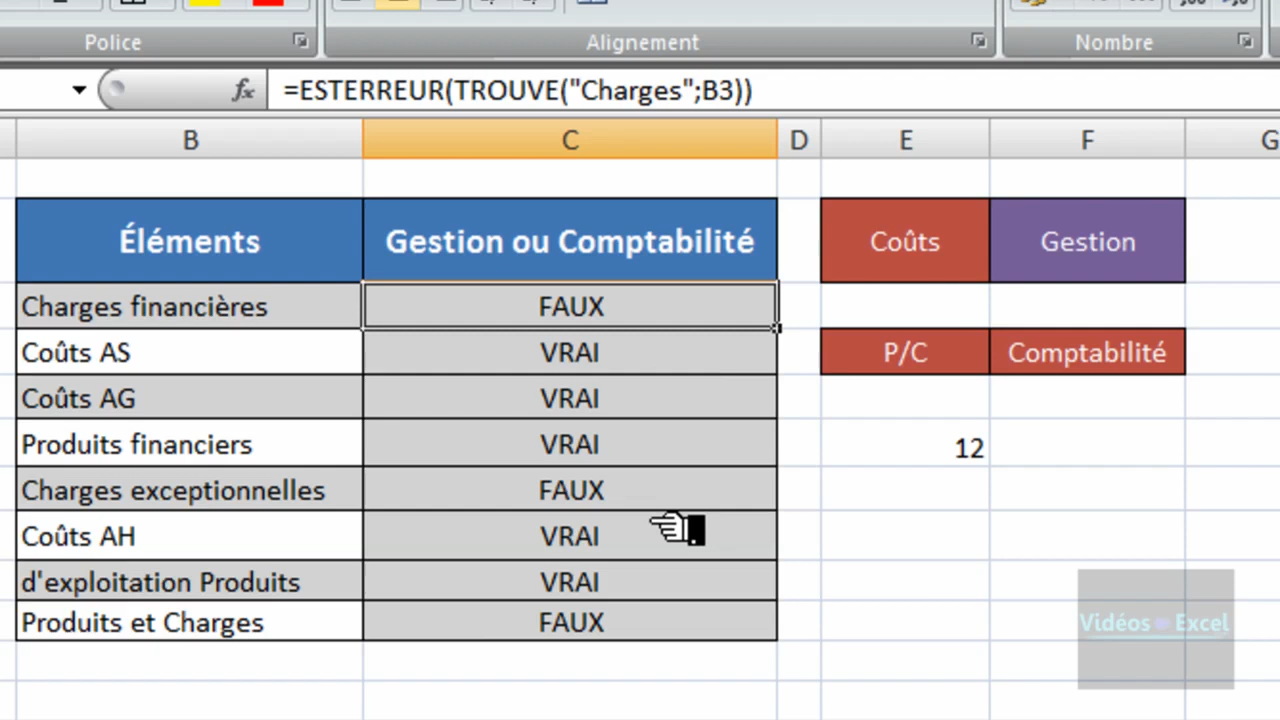 Police
Alignement
Nombre
fx =ESTERREUR(TROUVE("Charges";B3))
B C D E F G
Éléments Gestion ou Comptabilité Coûts Gestion
Charges financières FAUX
Coûts AS VRAI P/C Comptabilité
Coûts AG VRAI
Produits financiers VRAI 12
Charges exceptionnelles FAUX
Coûts AH VRAI
d'exploitation Produits VRAI
Produits et Charges FAUX
Vidéos Excel